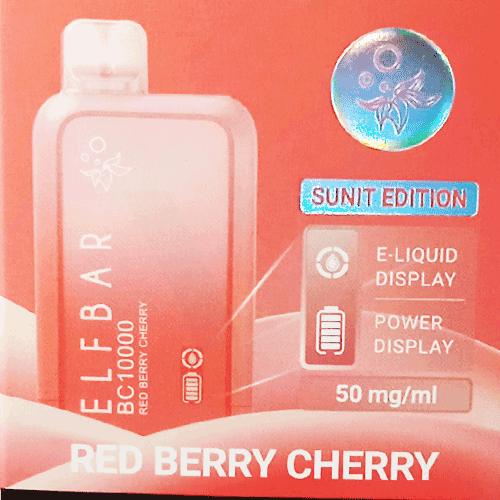 SUNIT EDITION
E-LIQUID
DISPLAY
POWER
DISPLAY
50 mg/ml
ELFBAR
BC10000
RED BERRY CHERRY
RED BERRY CHERRY